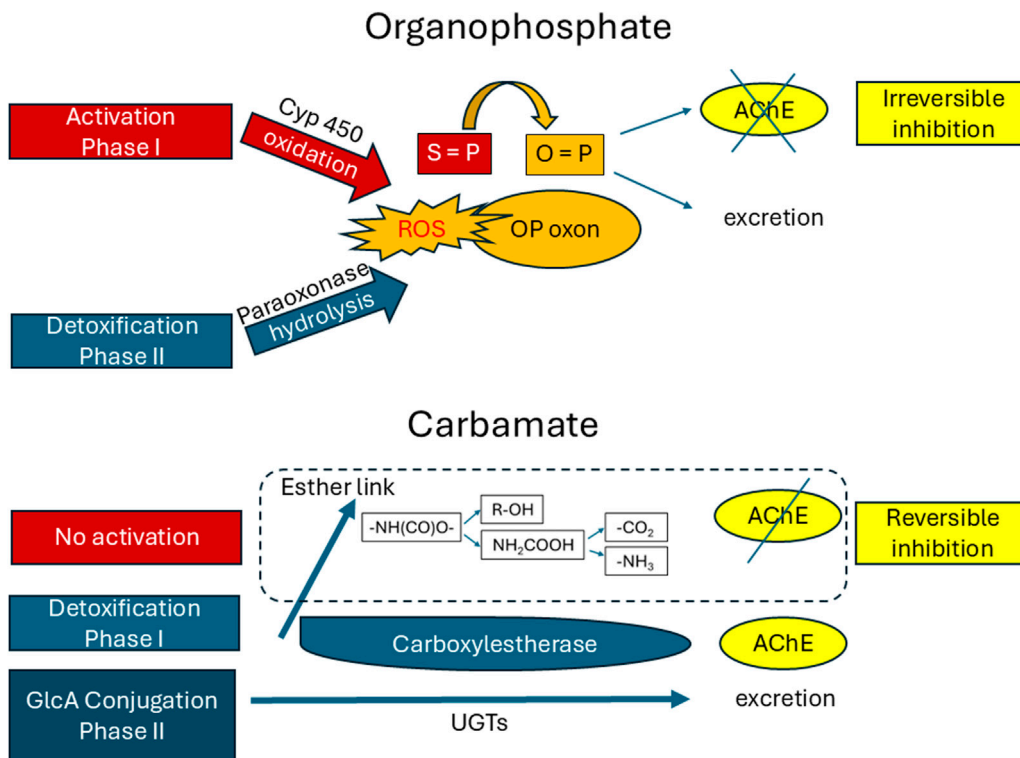 Organophosphate
Activation
Phase I
Cyp 450
oxidation
S = P
O = P
AChE
Irreversible
inhibition
ROS
OP oxon
excretion
Detoxification
Phase II
Paraoxonase
hydrolysis
Carbamate
No activation
Esther link
-NH(CO)O-
R-OH
NH₂COOH
-CO₂
-NH₃
AChE
Reversible
inhibition
Detoxification
Phase I
Carboxylestherase
AChE
GlcA Conjugation
Phase II
UGTs
excretion